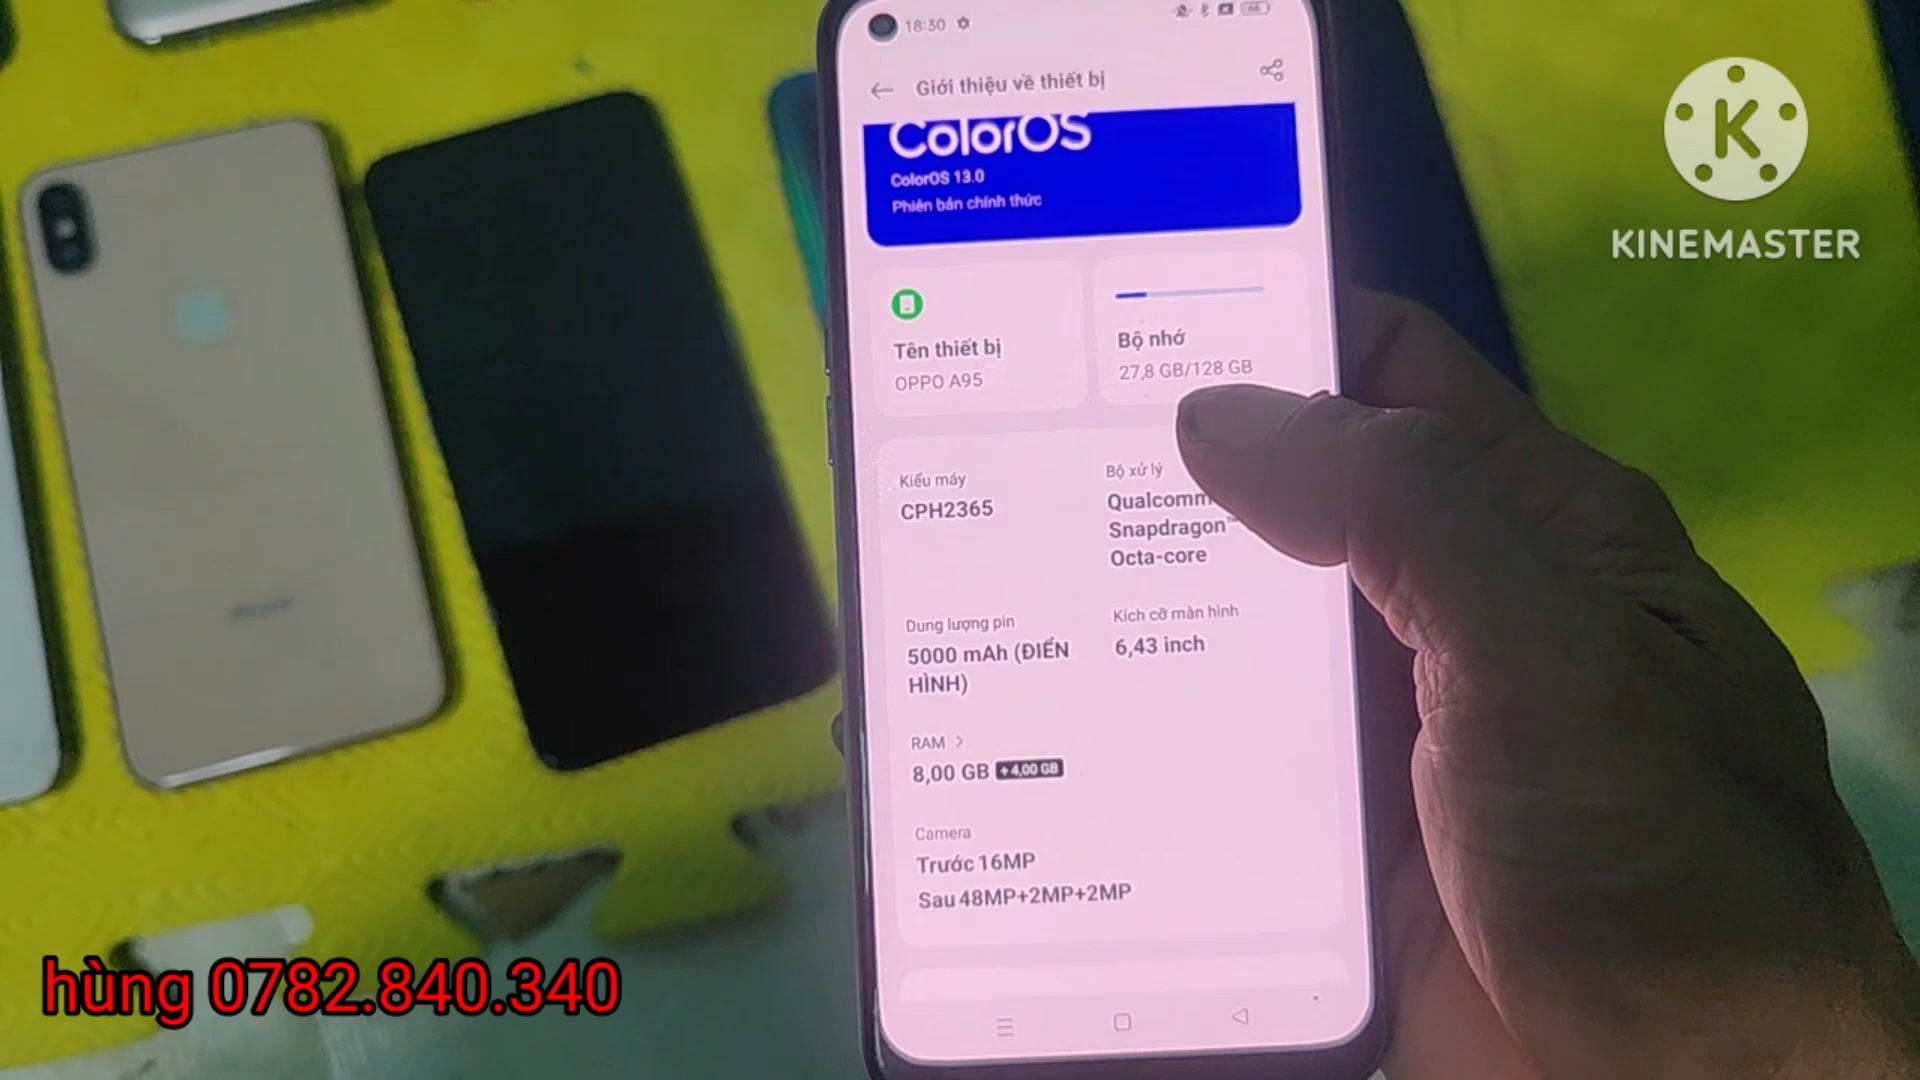 18:30
66
Giới thiệu về thiết bị
ColorOS
ColorOS 13.0
Phiên bản chính thức
Tên thiết bị
OPPO A95
Bộ nhớ
27,8 GB/128 GB
Kiểu máy
CPH2365
Bộ xử lý
Qualcomm
Snapdragon™
Octa-core
Dung lượng pin
5000 mAh (ĐIỂN
HÌNH)
Kích cỡ màn hình
6,43 inch
RAM >
8,00 GB +4,00 GB
Camera
Trước 16MP
Sau 48MP+2MP+2MP
K
KINEMASTER
hùng 0782.840.340